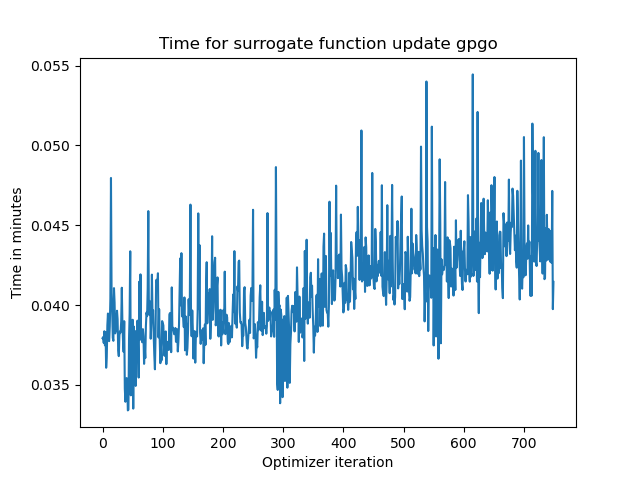 Time for surrogate function update gpgo
0.055
0.050
0.045
0.040
0.035
Time in minutes
0 100 200 300 400 500 600 700
Optimizer iteration